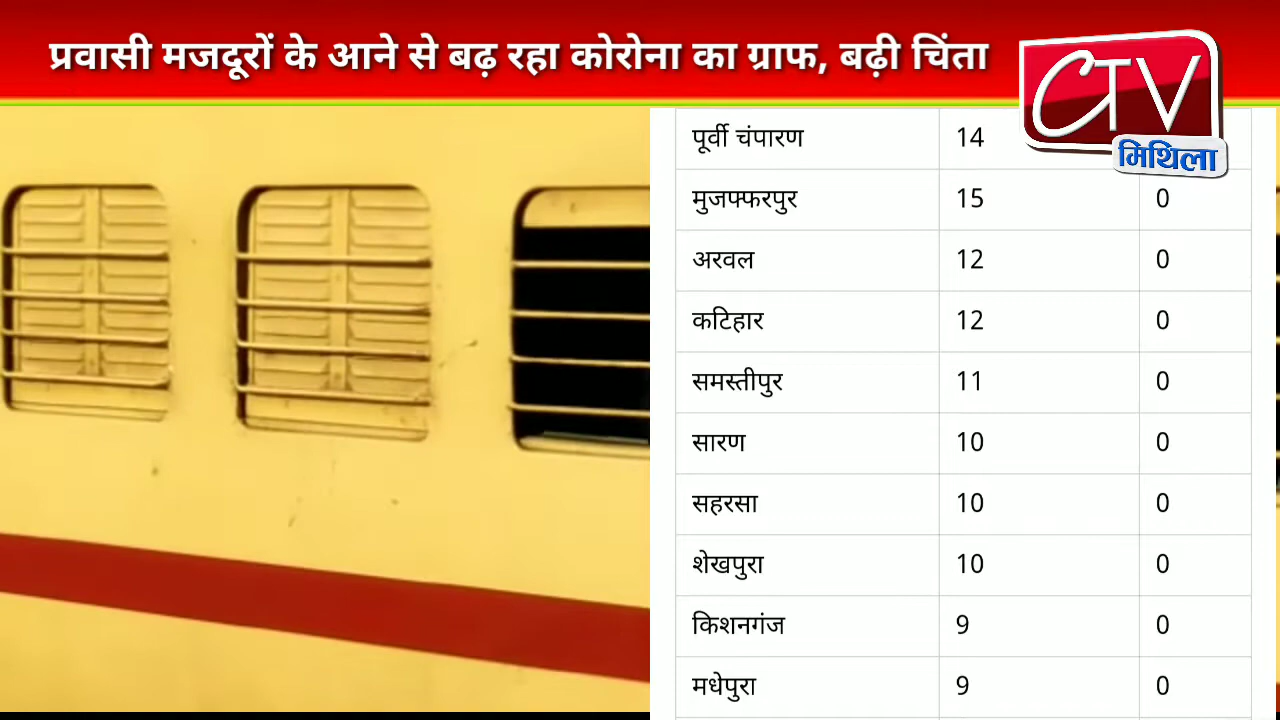 प्रवासी मजदूरों के आने से बढ़ रहा कोरोना का ग्राफ, बढ़ी चिंता
CTV
मिथिला
पूर्वी चंपारण 14
मुजफ्फरपुर 15 0
अरवल 12 0
कटिहार 12 0
समस्तीपुर 11 0
सारण 10 0
सहरसा 10 0
शेखपुरा 10 0
किशनगंज 9 0
मधेपुरा 9 0